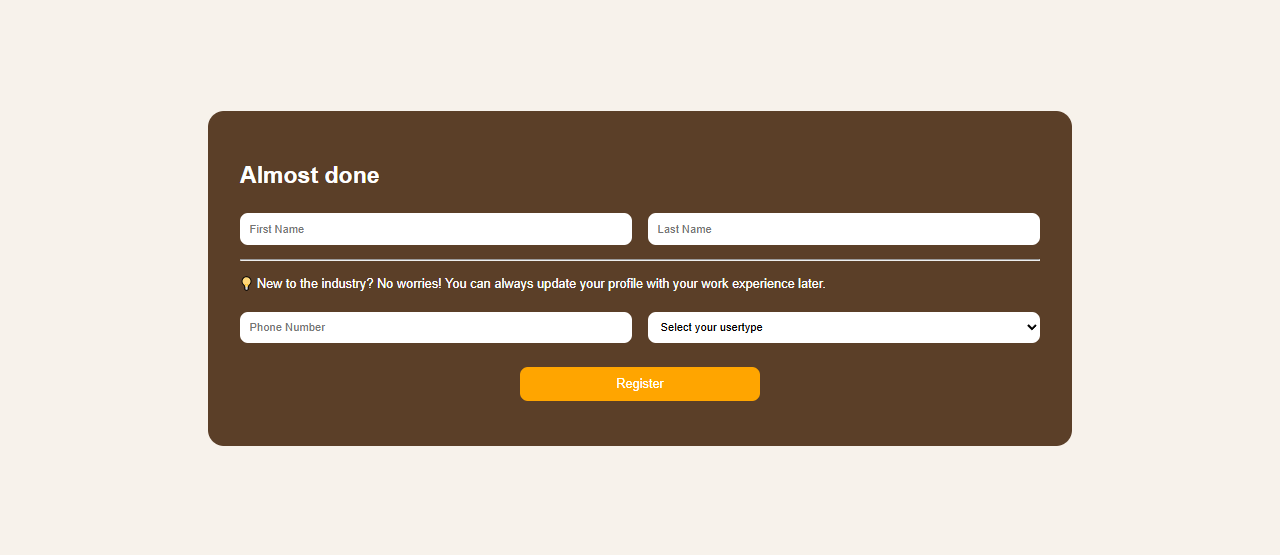 Almost done
First Name
Last Name
💡 New to the industry? No worries! You can always update your profile with your work experience later.
Phone Number
Select your usertype
Register